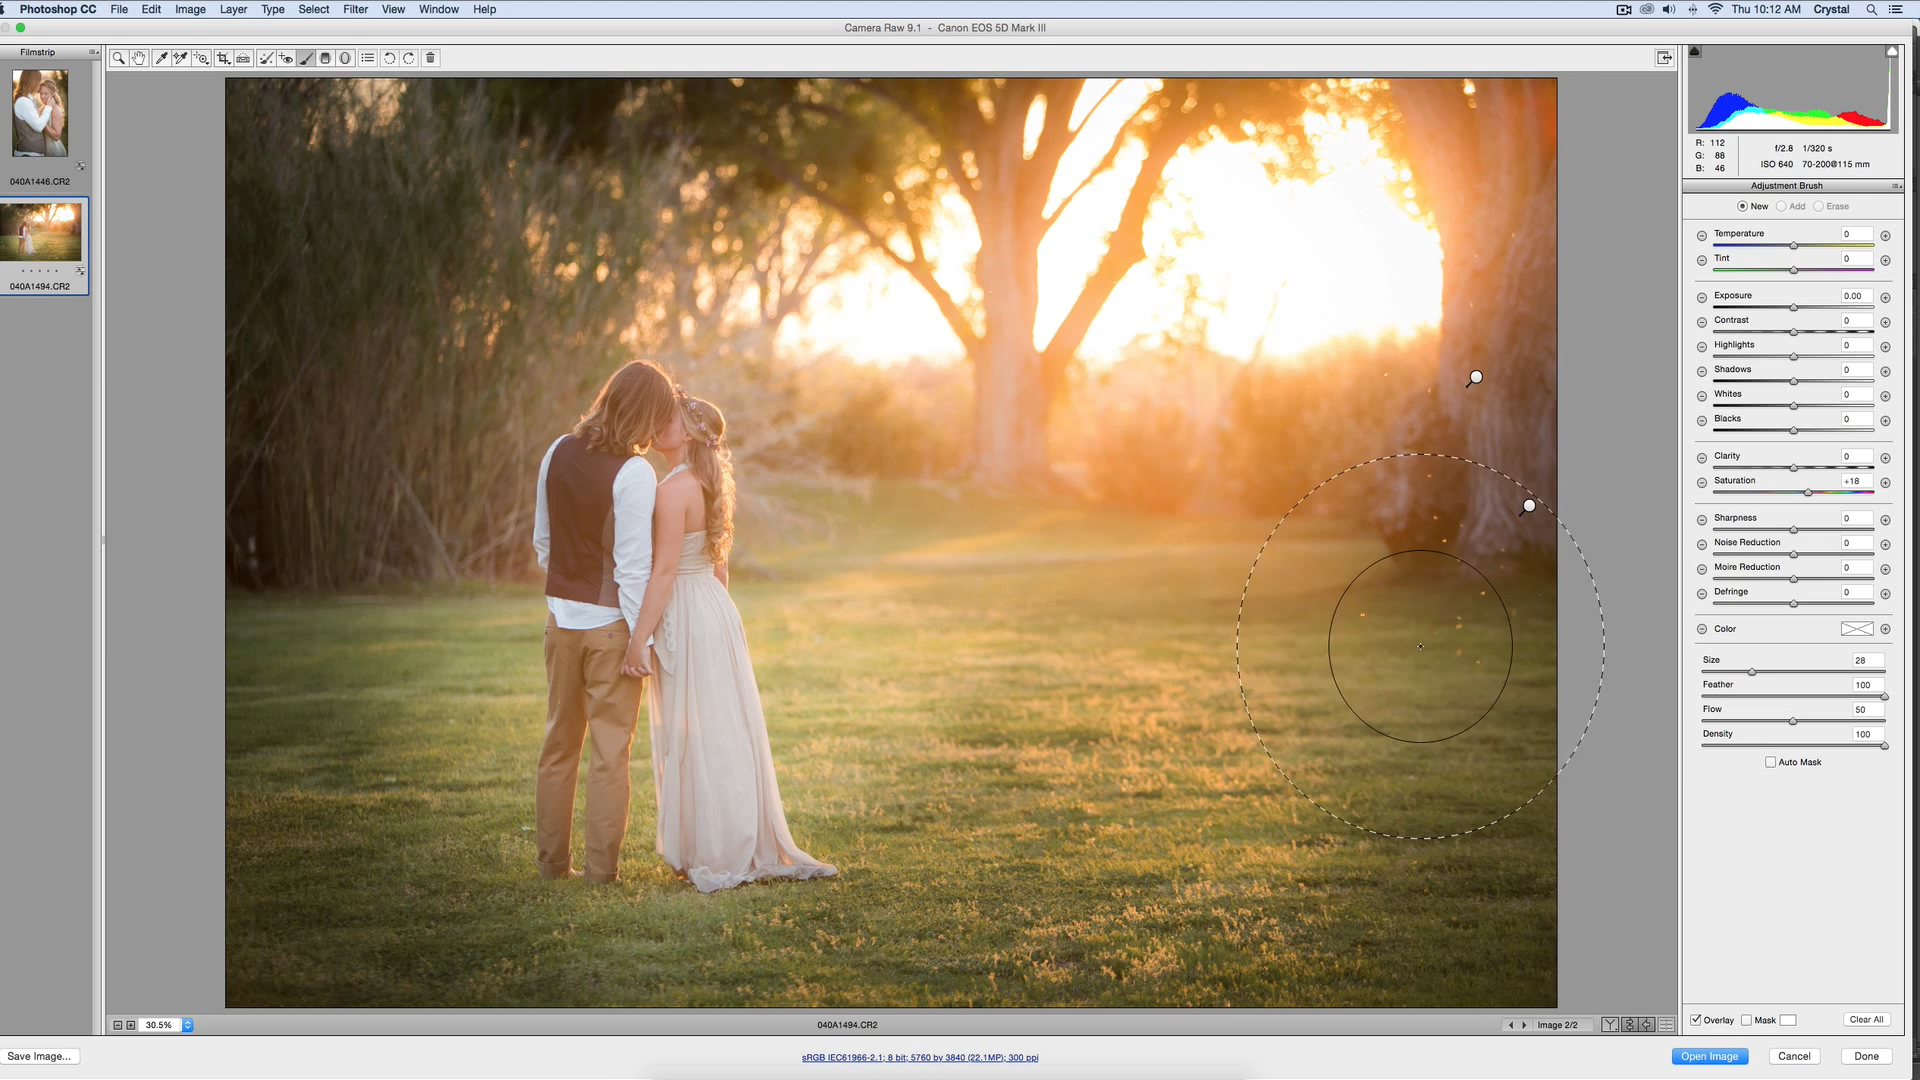 Photoshop CC File Edit Image Layer Type Select Filter View Window Help
Thu 10:12 AM Crystal
Camera Raw 9.1 - Canon EOS 5D Mark III
Filmstrip
040A1446.CR2
040A1494.CR2
R: 112
G: 88
B: 46
f/2.8 1/320 s
ISO 640 70-200@115 mm
Adjustment Brush
New Add Erase
Temperature 0
Tint 0
Exposure 0.00
Contrast 0
Highlights 0
Shadows 0
Whites 0
Blacks 0
Clarity 0
Saturation +18
Sharpness 0
Noise Reduction 0
Moire Reduction 0
Defringe 0
Color
Size 28
Feather 100
Flow 50
Density 100
Auto Mask
Overlay Mask Clear All
30.5% 040A1494.CR2 Image 2/2
Save Image... sRGB IEC61966-2.1; 8 bit; 5760 by 3840 (22.1MP); 300 ppi Open Image Cancel Done